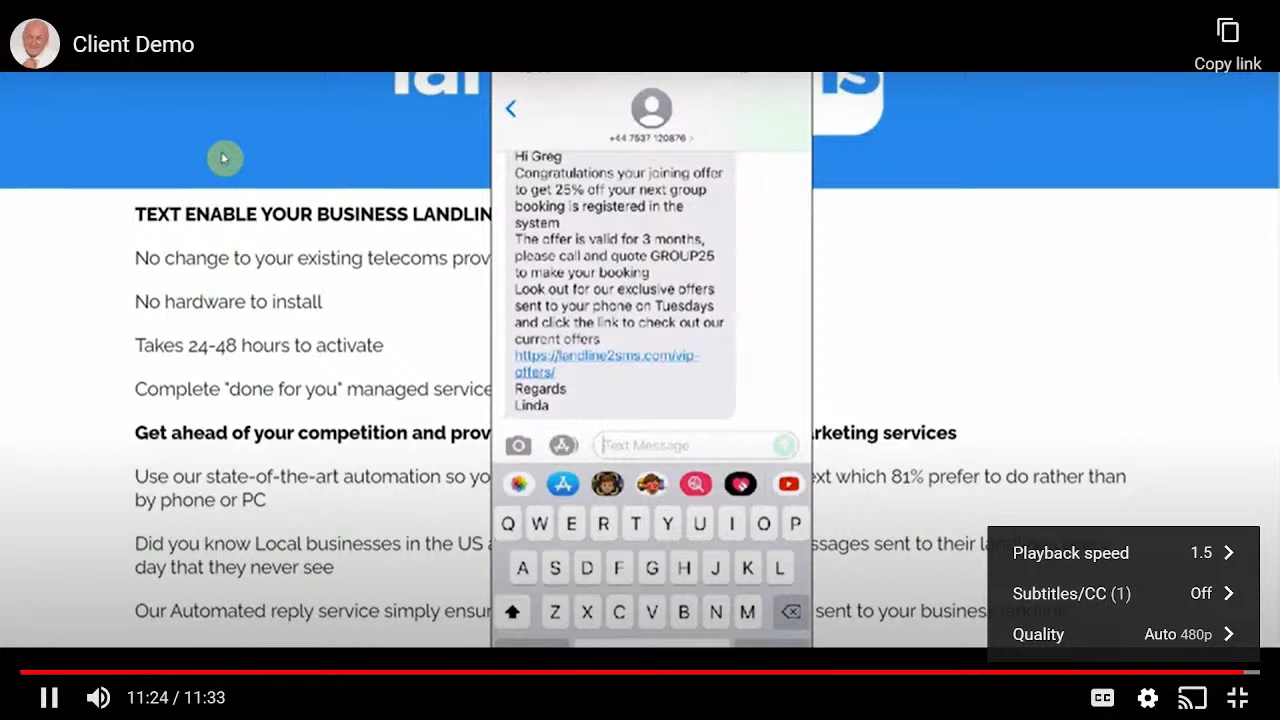 Client Demo
Copy link
+44 7537 120876 >
Hi Greg
Congratulations your joining offer
to get 25% off your next group
booking is registered in the
system
The offer is valid for 3 months,
please call and quote GROUP25
to make your booking
Look out for our exclusive offers
sent to your phone on Tuesdays
and click the link to check out our
current offers
https://landline2sms.com/vip-
offers/
Regards
Linda
Text Message
Q W E R T Y U I O P
A S D F G H J K L
Z X C V B N M
TEXT ENABLE YOUR BUSINESS LANDLIN
No change to your existing telecoms prov
No hardware to install
Takes 24-48 hours to activate
Complete "done for you" managed service
Get ahead of your competition and prov rketing services
Use our state-of-the-art automation so yo ext which 81% prefer to do rather than
by phone or PC
Did you know Local businesses in the US ssages sent to their
day that they never see
Our Automated reply service simply ensur sent to your business
Playback speed 1.5
Subtitles/CC (1) Off
Quality Auto 480p
11:24 / 11:33
CC